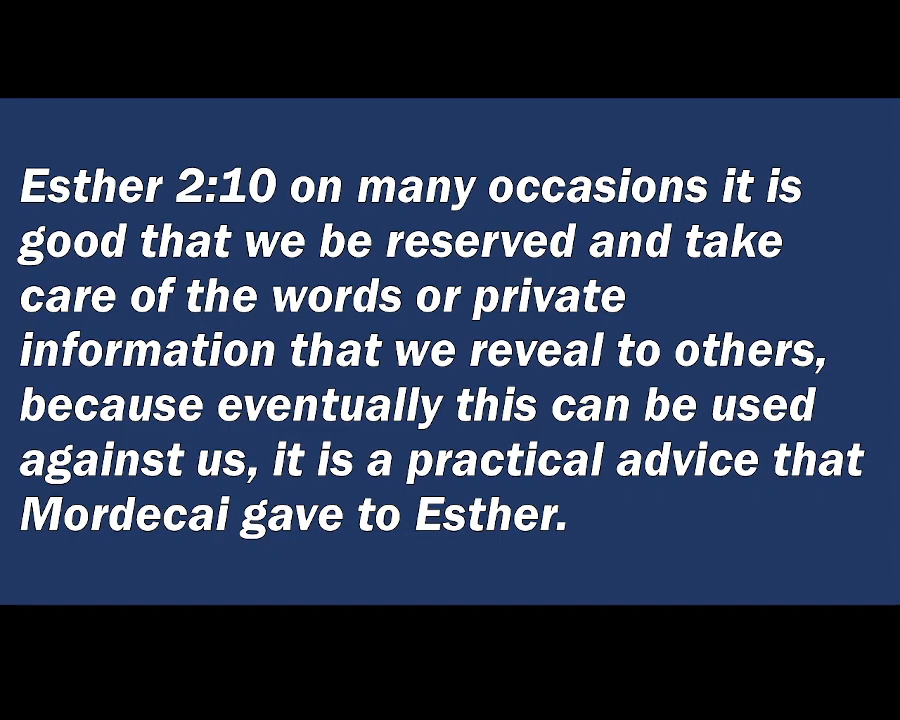 Esther 2:10 on many occasions it is
good that we be reserved and take
care of the words or private
information that we reveal to others,
because eventually this can be used
against us, it is a practical advice that
Mordecai gave to Esther.